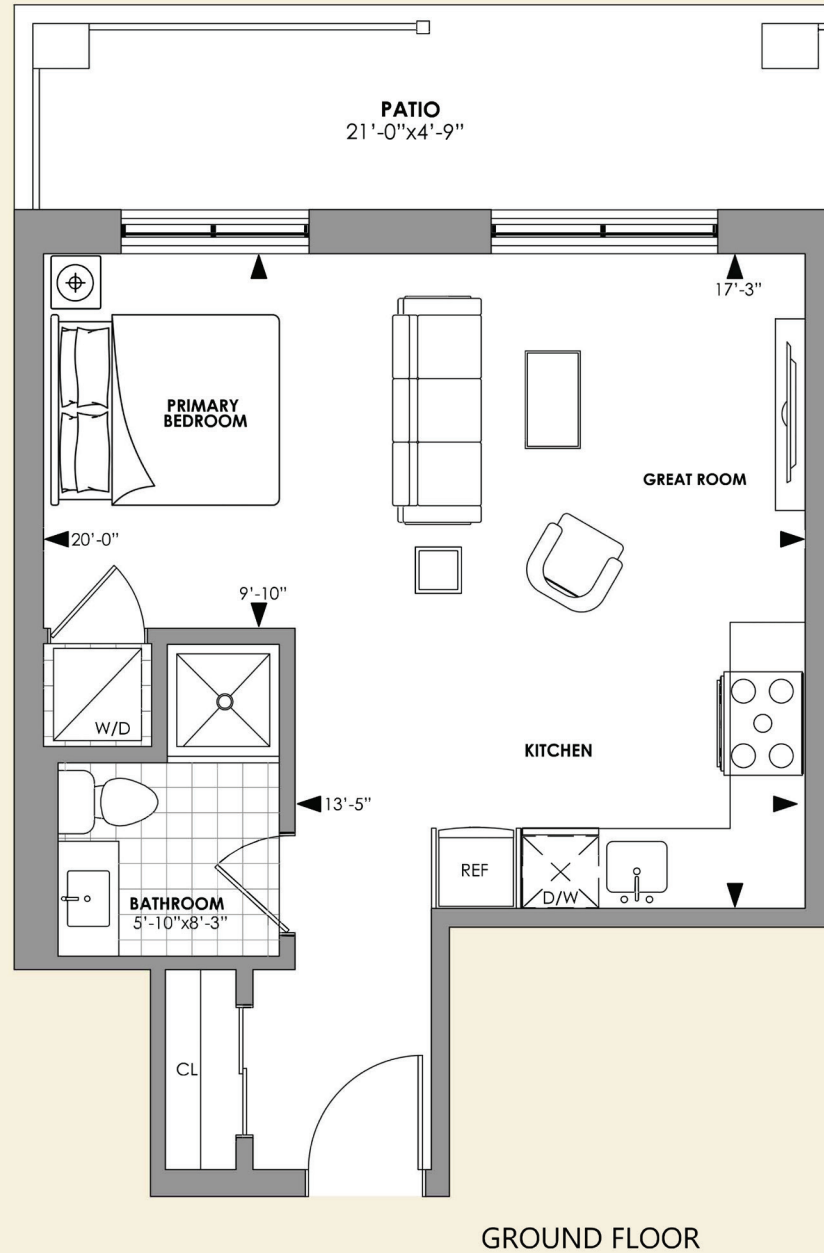 PATIO
21’-0”x4’-9”
17’-3”
PRIMARY
BEDROOM
GREAT ROOM
20’-0”
9’-10”
W/D
KITCHEN
13’-5”
REF
D/W
BATHROOM
5’-10”x8’-3”
CL
GROUND FLOOR